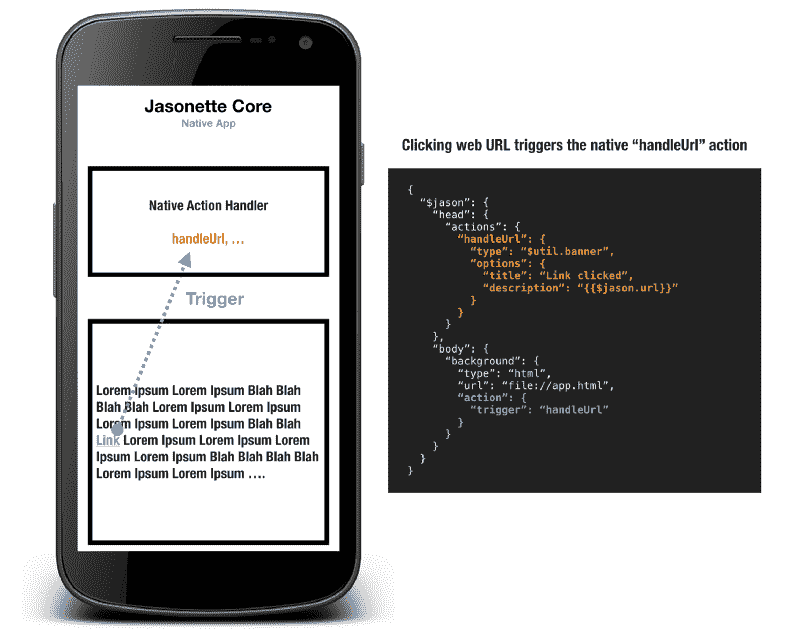 Jasonette Core
Native App
Native Action Handler
handleUrl, ...
Trigger
Lorem Ipsum Lorem Ipsum Blah Blah
Blah Blah Lorem Ipsum Lorem Ipsum
Lorem Ipsum Lorem Ipsum Blah Blah
Link Lorem Ipsum Lorem Ipsum Lorem
Ipsum Lorem Ipsum Blah Blah Blah Blah
Lorem Ipsum Lorem Ipsum ....
Clicking web URL triggers the native “handleUrl” action
{
“$jason”: {
“head”: {
“actions”: {
“handleUrl”: {
“type”: “$util.banner”,
“options”: {
“title”: “Link clicked”,
“description”: “{{$jason.url}}”
}
}
}
},
“body”: {
“background”: {
“type”: “html”,
“url”: “file://app.html”,
“action”: {
“trigger”: “handleUrl”
}
}
}
}
}